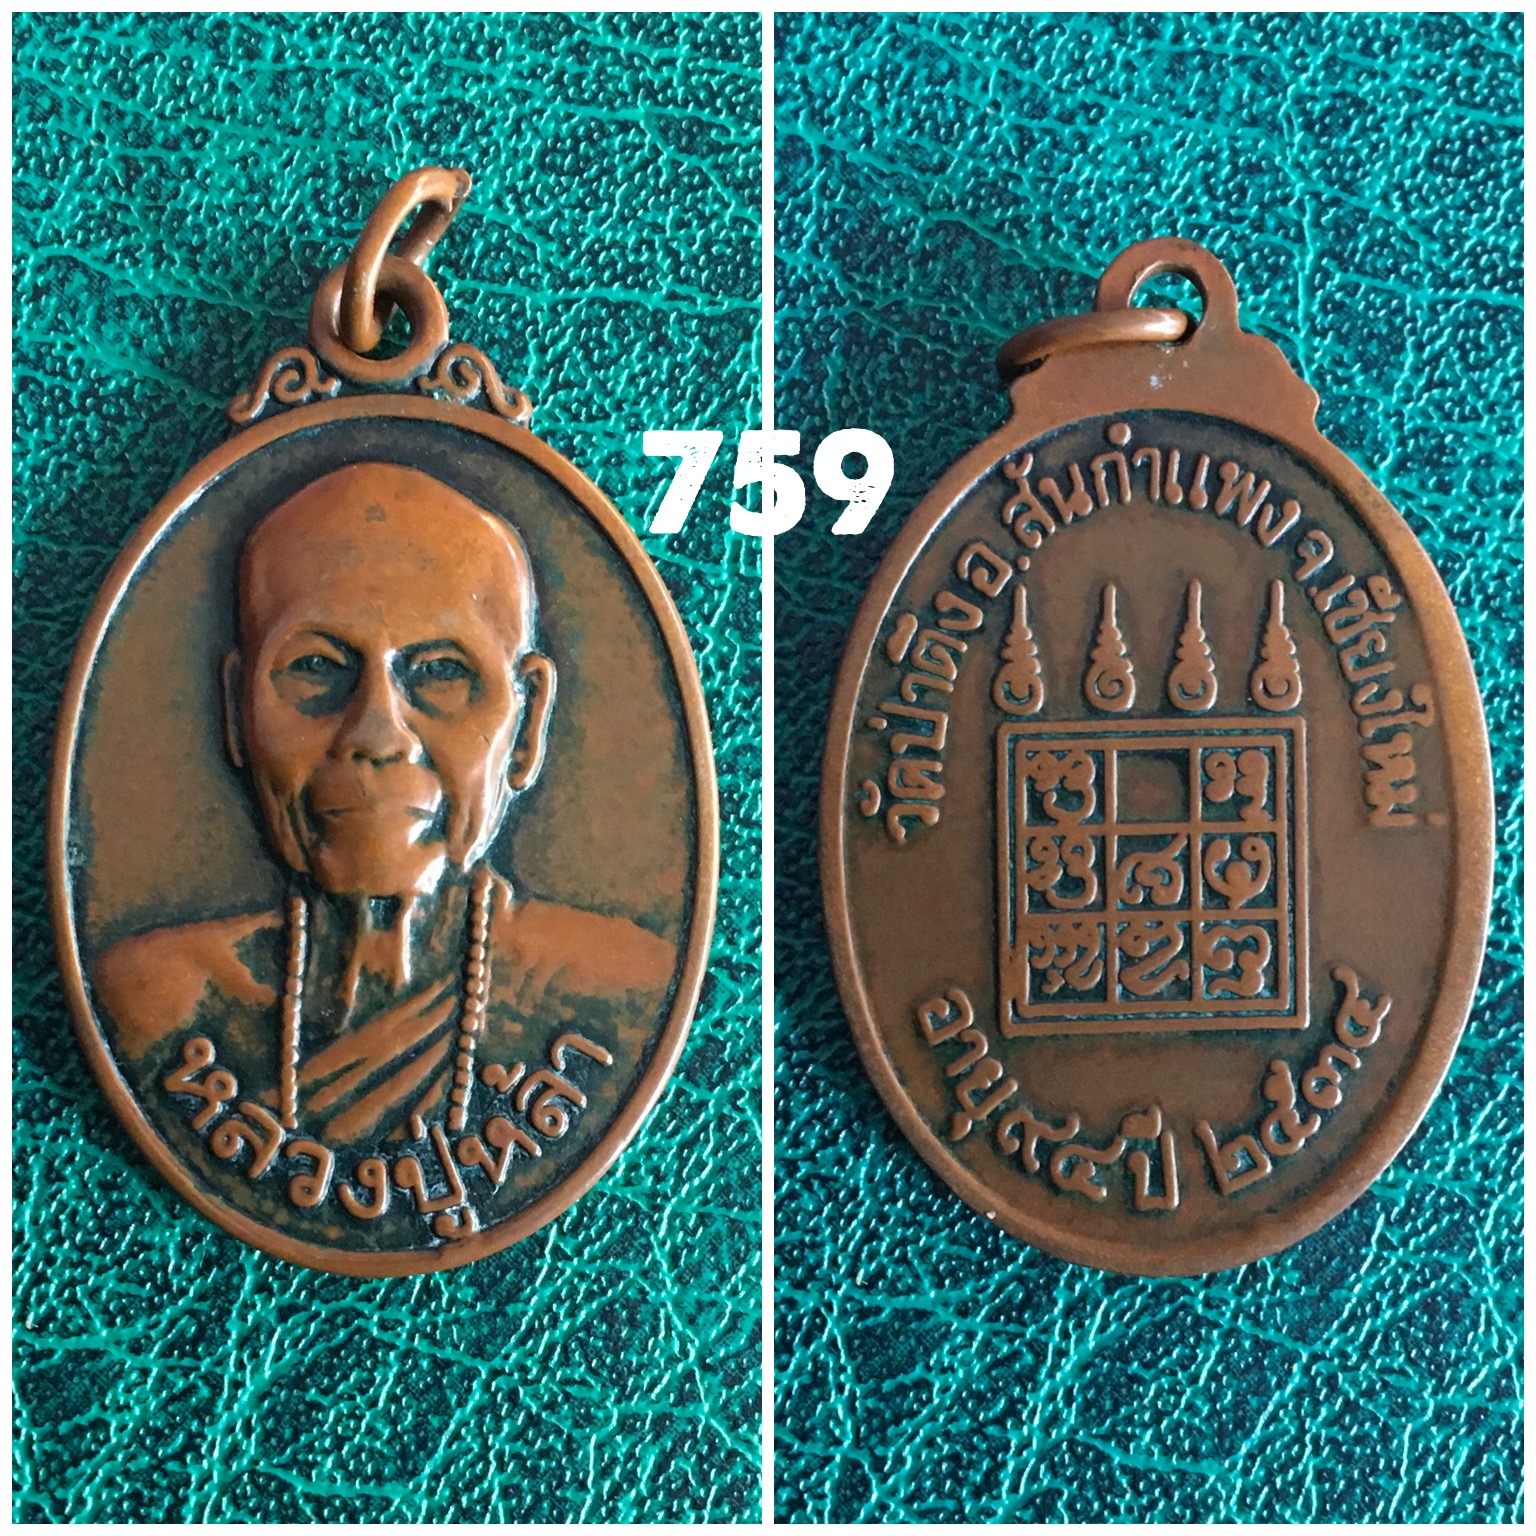 759
หลวงปู่หล้า
วัดป่าตึง อ.สันกำแพง จ.เชียงใหม่
อายุ ๙๔ ปี ๒๕๓๔